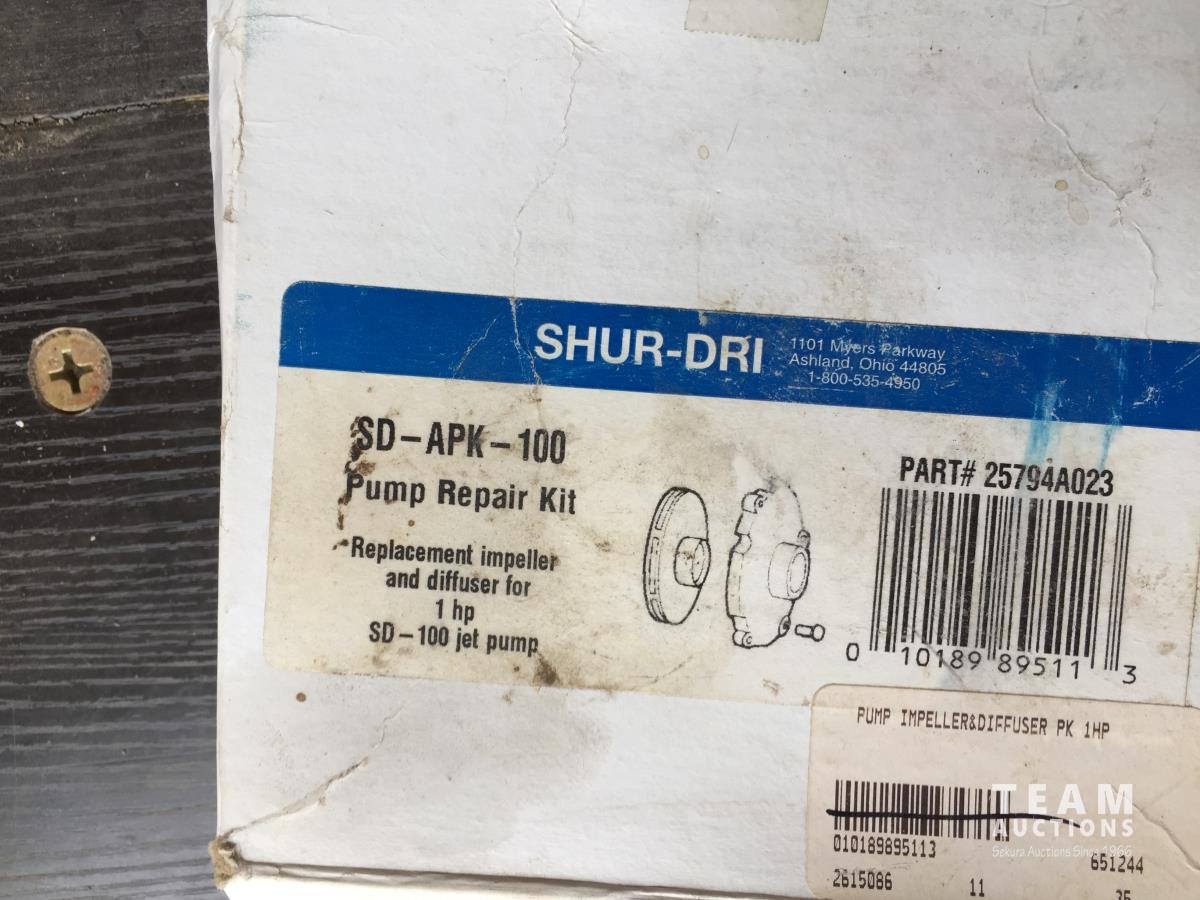 SHUR-DRI
1101 Myers Parkway
Ashland, Ohio 44805
1-800-535-4950
SD-APK-100
Pump Repair Kit
Replacement impeller
and diffuser for
1 hp
SD-100 jet pump
PART# 25794A023
0 10189 89511 3
PUMP IMPELLER&DIFFUSER PK 1HP
010189895113
651244
2615086 11 35
TEAM
AUCTIONS
Sekura Auctions Since 1966